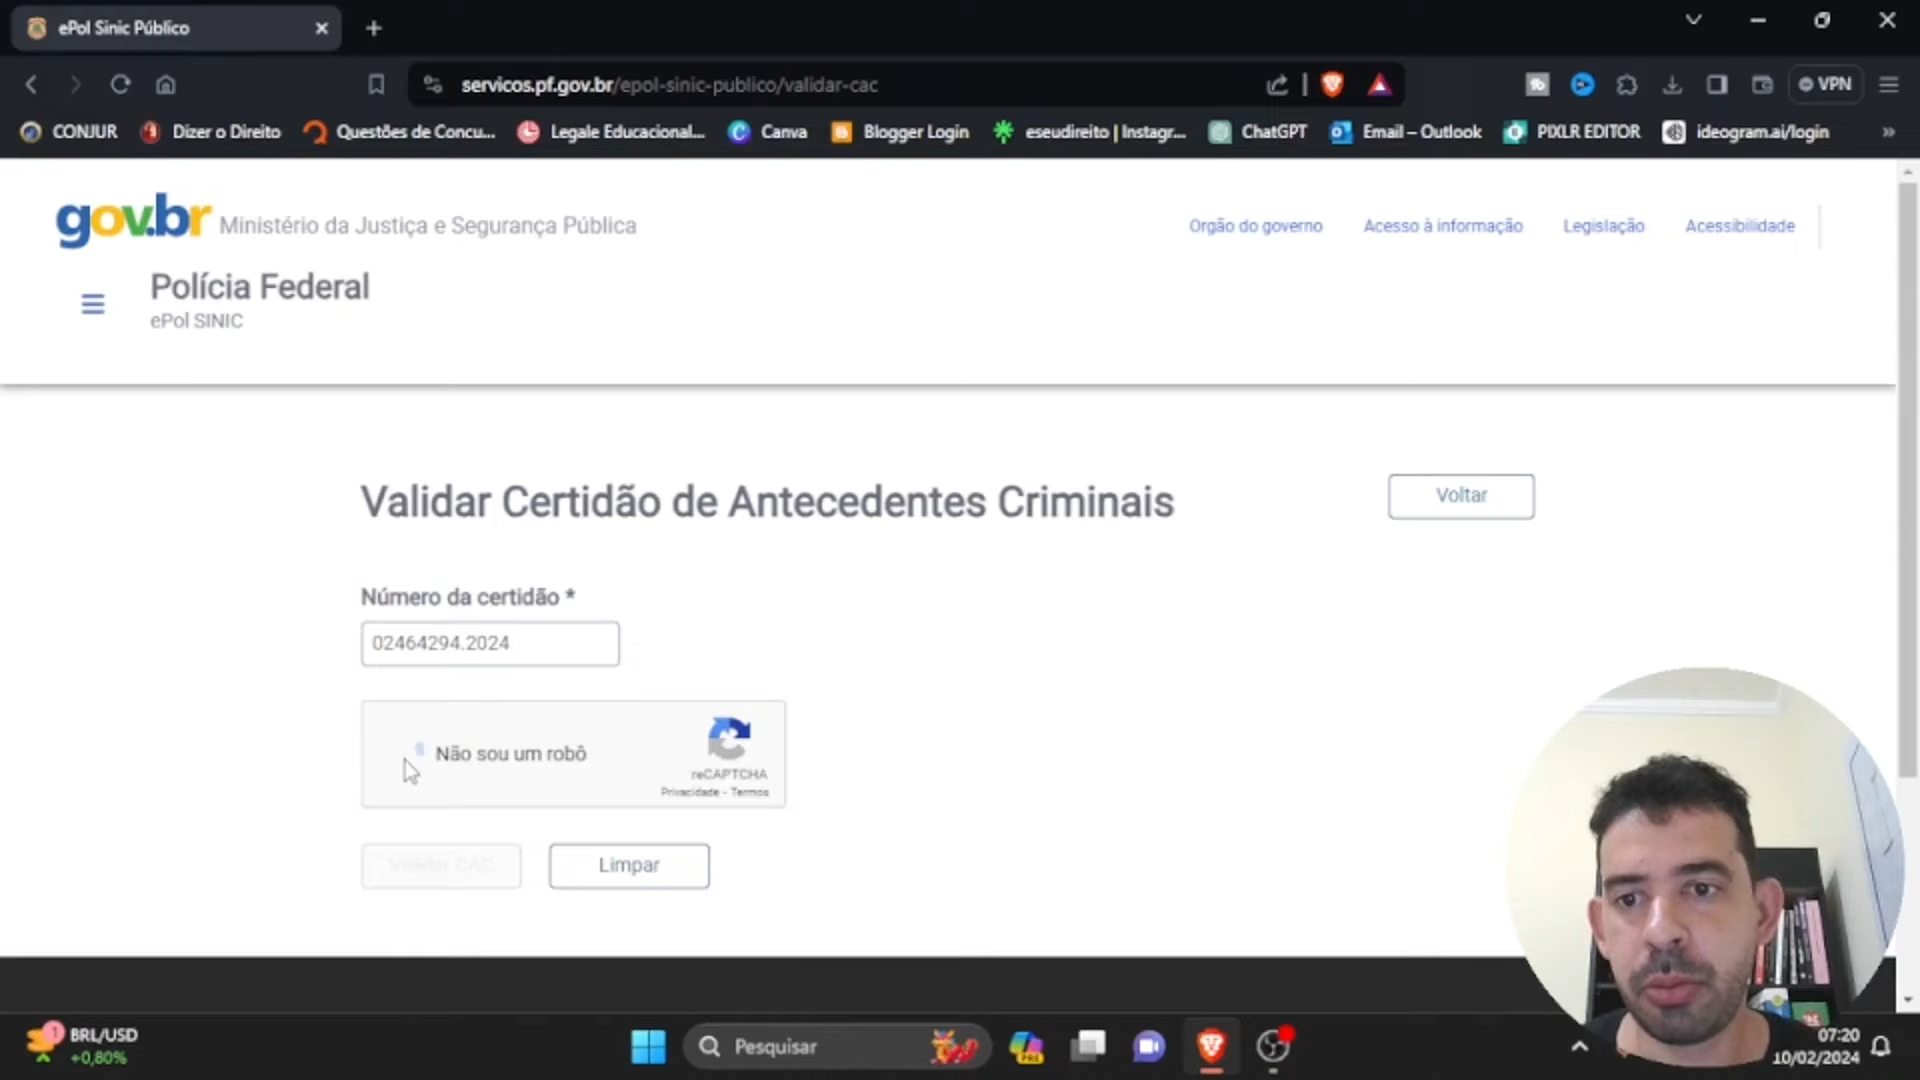 ePol Sinic Público
servicos.pf.gov.br/epol-sinic-publico/validar-cac
VPN
CONJUR
Dizer o Direito
Questões de Concu...
Legale Educacional...
Canva
Blogger Login
eseudireito | Instagr...
ChatGPT
Email – Outlook
PIXLR EDITOR
ideogram.ai/login
gov.br Ministério da Justiça e Segurança Pública
Orgão do governo
Acesso à informação
Legislação
Acessibilidade
Polícia Federal
ePol SINIC
Validar Certidão de Antecedentes Criminais
Voltar
Número da certidão *
02464294.2024
Não sou um robô
reCAPTCHA
Privacidade - Termos
Validar CAC
Limpar
1
BRL/USD
+0,80%
Pesquisar
PRE
07:20
10/02/2024